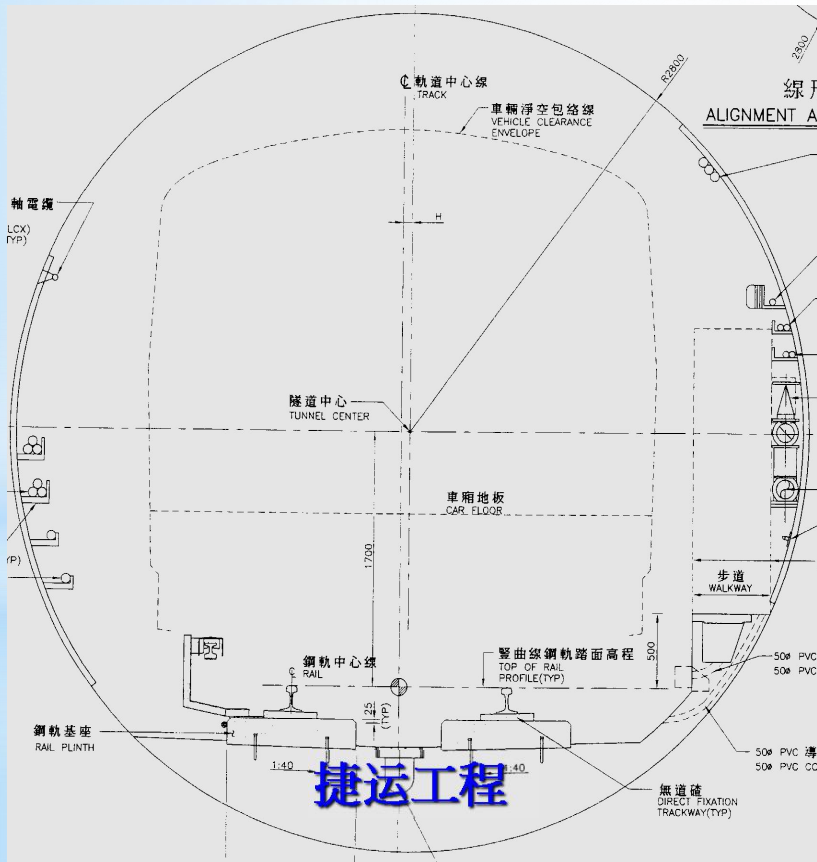 2800
R2800
軌道中心線
TRACK
線形
ALIGNMENT A
車輛淨空包絡線
VEHICLE CLEARANCE
ENVELOPE
軸電纜
LCX)
TYP)
H
隧道中心
TUNNEL CENTER
車廂地板
CAR FLOOR
1700
YP)
步道
WALKWAY
500
鋼軌中心線
RAIL
豎曲線鋼軌踏面高程
TOP OF RAIL
PROFILE(TYP)
25
(TYP)
50ø PVC
50ø PVC
鋼軌基座
RAIL PLINTH
1:40
1:40
捷运工程
50ø PVC 導
50ø PVC CO
無道碴
DIRECT FIXATION
TRACKWAY(TYP)